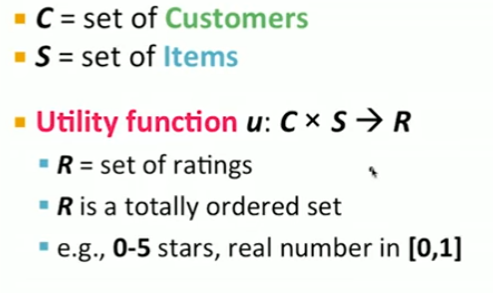 C = set of Customers
S = set of Items
Utility function u: C × S → R
R = set of ratings
R is a totally ordered set
e.g., 0-5 stars, real number in [0,1]